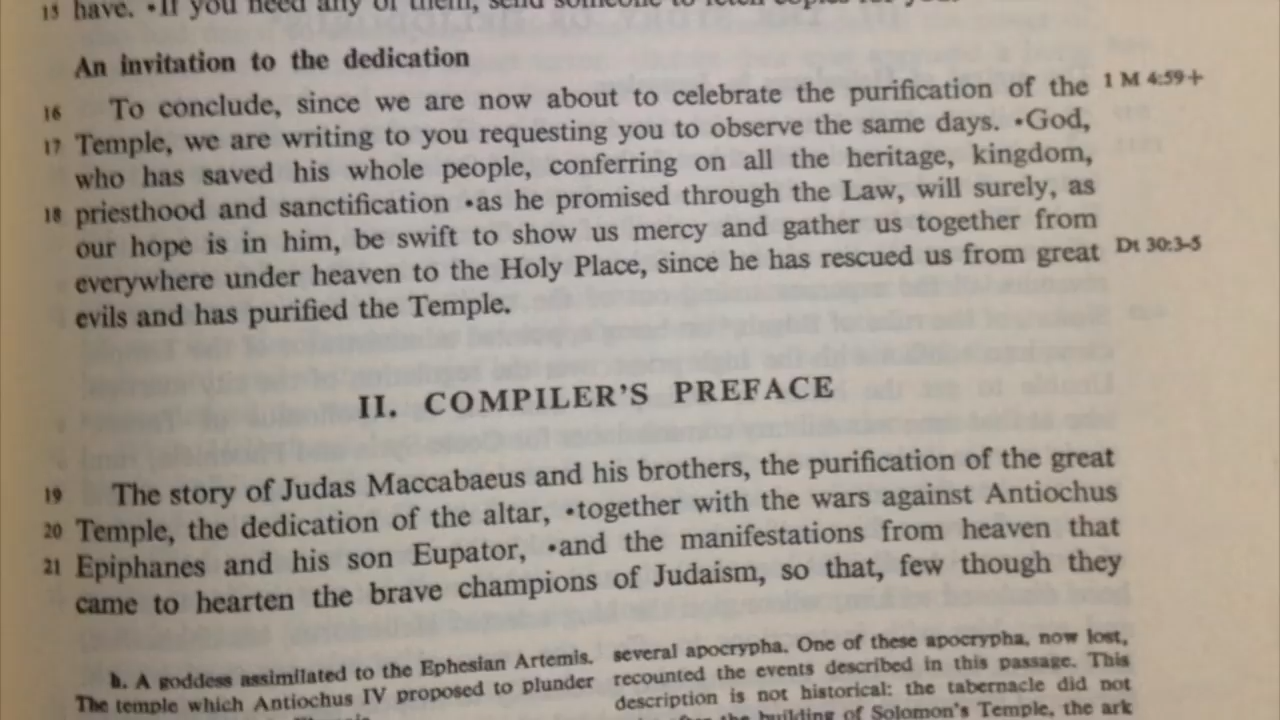 15 have. •If you need any of them, send someone to fetch copies for you.
An invitation to the dedication
16 To conclude, since we are now about to celebrate the purification of the 1 M 4:59+
17 Temple, we are writing to you requesting you to observe the same days. •God,
who has saved his whole people, conferring on all the heritage, kingdom,
18 priesthood and sanctification •as he promised through the Law, will surely, as
our hope is in him, be swift to show us mercy and gather us together from
everywhere under heaven to the Holy Place, since he has rescued us from great Dt 30:3-5
evils and has purified the Temple.
II. COMPILER'S PREFACE
19 The story of Judas Maccabaeus and his brothers, the purification of the great
20 Temple, the dedication of the altar, •together with the wars against Antiochus
21 Epiphanes and his son Eupator, •and the manifestations from heaven that
came to hearten the brave champions of Judaism, so that, few though they
h. A goddess assimilated to the Ephesian Artemis.
The temple which Antiochus IV proposed to plunder
several apocrypha. One of these apocrypha, now lost,
recounted the events described in this passage. This
description is not historical: the tabernacle did not
the building of Solomon's Temple, the ark